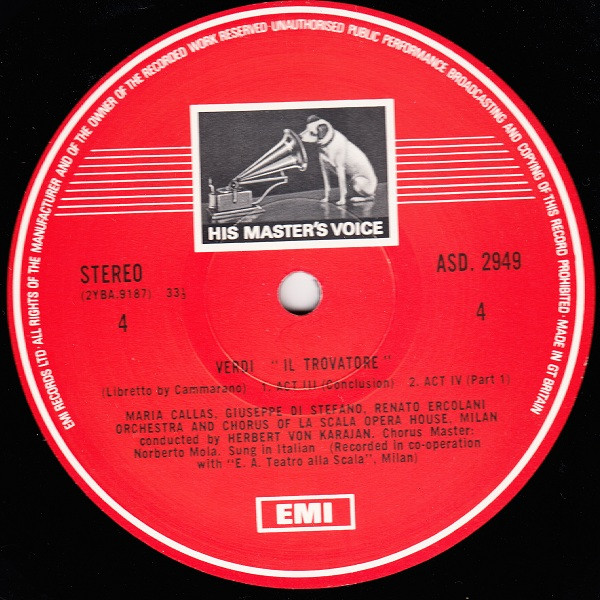 EMI RECORDS LTD · ALL RIGHTS OF THE MANUFACTURER AND OF THE OWNER OF THE RECORDED WORK RESERVED · UNAUTHORISED PUBLIC PERFORMANCE BROADCASTING AND COPYING OF THIS RECORD PROHIBITED · MADE IN GT BRITAIN
HIS MASTER'S VOICE
STEREO
(2YBA.9187) 33⅓
4
ASD. 2949
4
VERDI "IL TROVATORE"
(Libretto by Cammarano) 1. ACT III (Conclusion) 2. ACT IV (Part 1)
MARIA CALLAS, GIUSEPPE DI STEFANO, RENATO ERCOLANI
ORCHESTRA AND CHORUS OF LA SCALA OPERA HOUSE, MILAN
conducted by HERBERT VON KARAJAN. Chorus Master:
Norberto Mola. Sung in Italian (Recorded in co-operation
with "E. A. Teatro alla Scala", Milan)
EMI